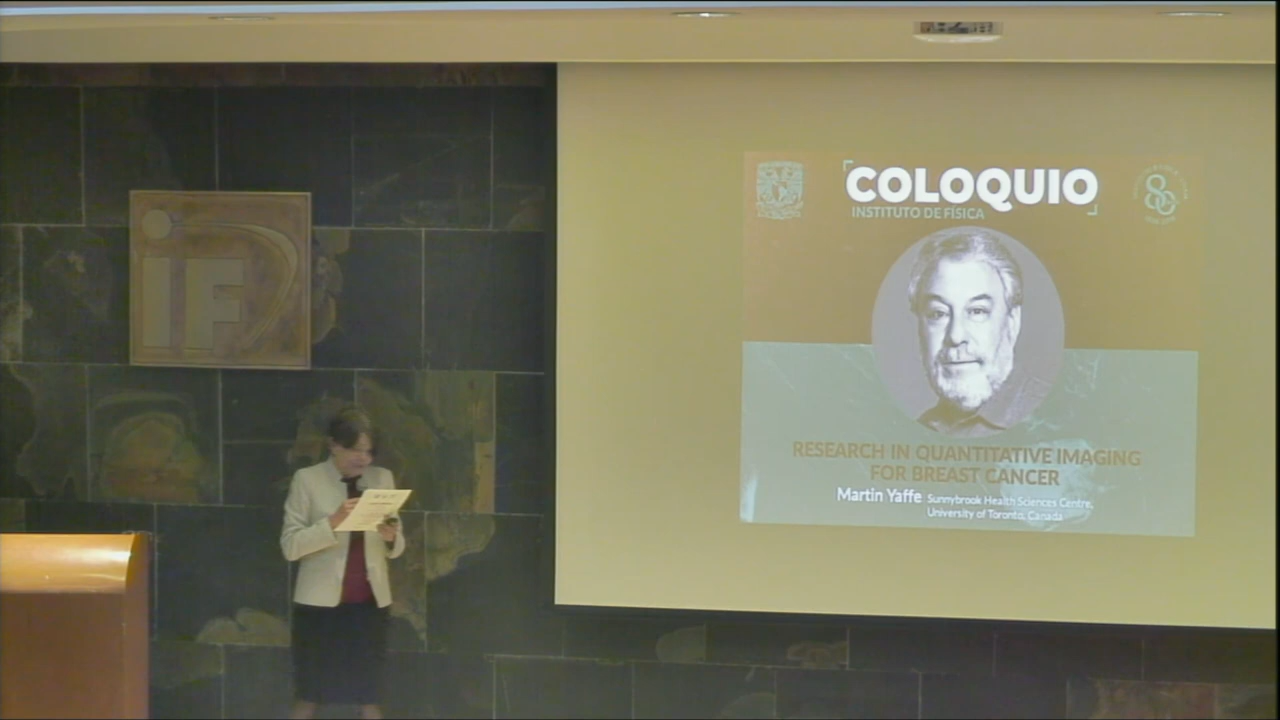 iF
COLOQUIO
INSTITUTO DE FÍSICA
RESEARCH IN QUANTITATIVE IMAGING
FOR BREAST CANCER
Martin Yaffe Sunnybrook Health Sciences Centre,
University of Toronto, Canada